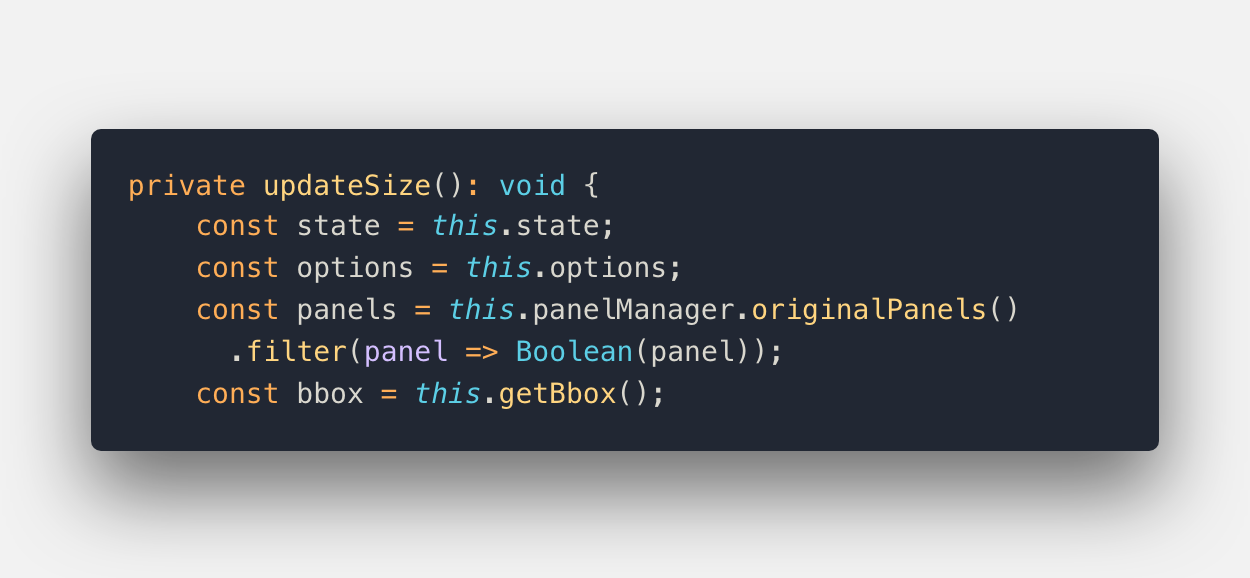 private updateSize(): void {
    const state = this.state;
    const options = this.options;
    const panels = this.panelManager.originalPanels()
      .filter(panel => Boolean(panel));
    const bbox = this.getBbox();